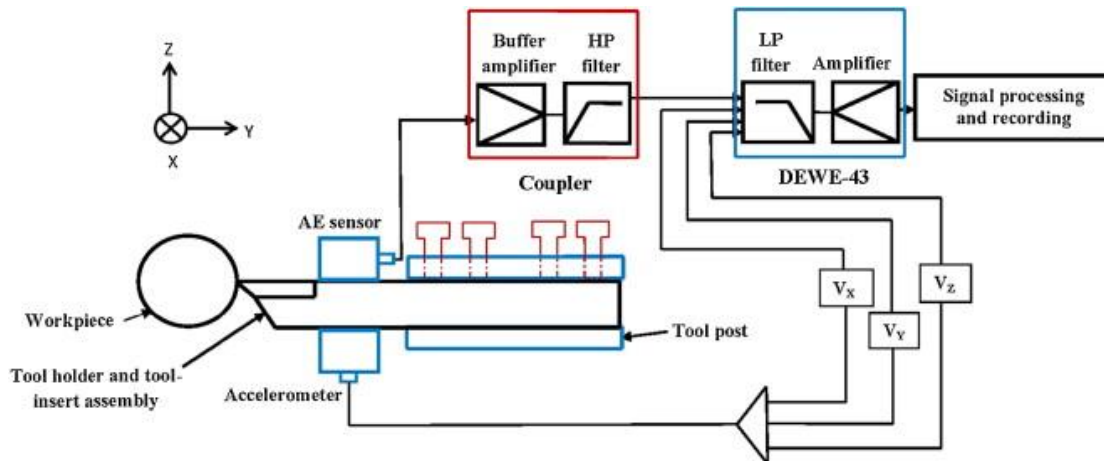 Z
Y
X
Buffer
amplifier
HP
filter
Coupler
LP
filter
Amplifier
DEWE-43
Signal processing
and recording
AE sensor
Workpiece
Tool holder and tool-
insert assembly
Accelerometer
Tool post
VX
VY
VZ